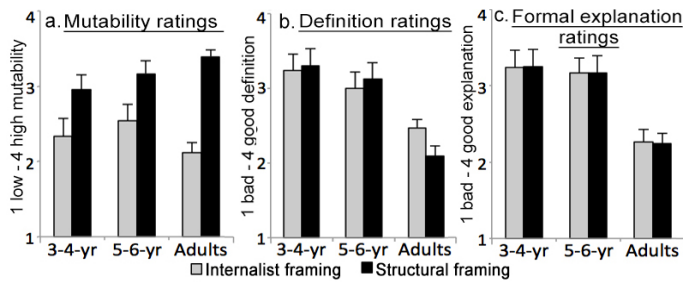 a. Mutability ratings
1 low - 4 high mutability
4
3
2
1
3-4-yr 5-6-yr Adults
b. Definition ratings
1 bad - 4 good definition
4
3
2
1
3-4-yr 5-6-yr Adults
c. Formal explanation
ratings
1 bad - 4 good explanation
4
3
2
1
3-4-yr 5-6-yr Adults
Internalist framing Structural framing